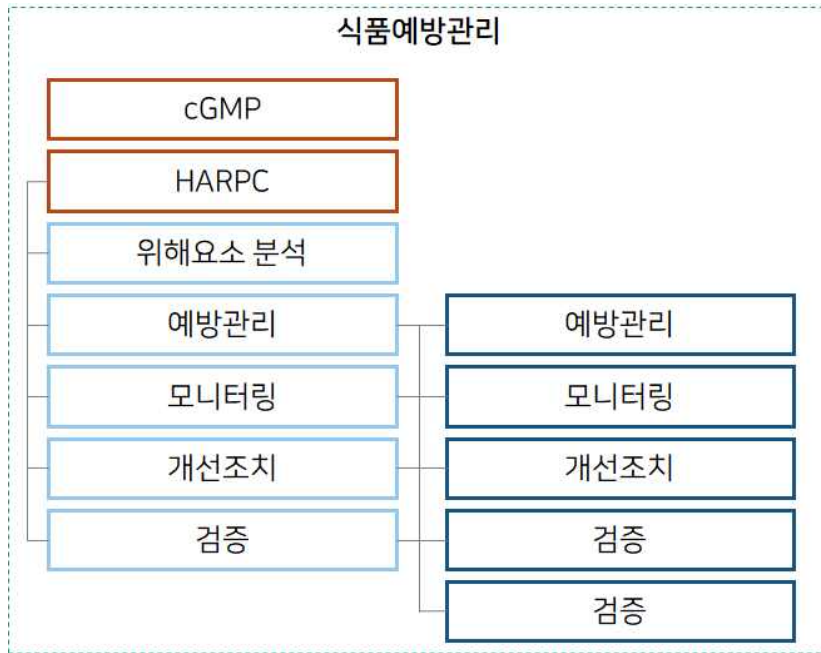 식품예방관리
cGMP
HARPC
위해요소 분석
예방관리
모니터링
개선조치
검증
예방관리
모니터링
개선조치
검증
검증